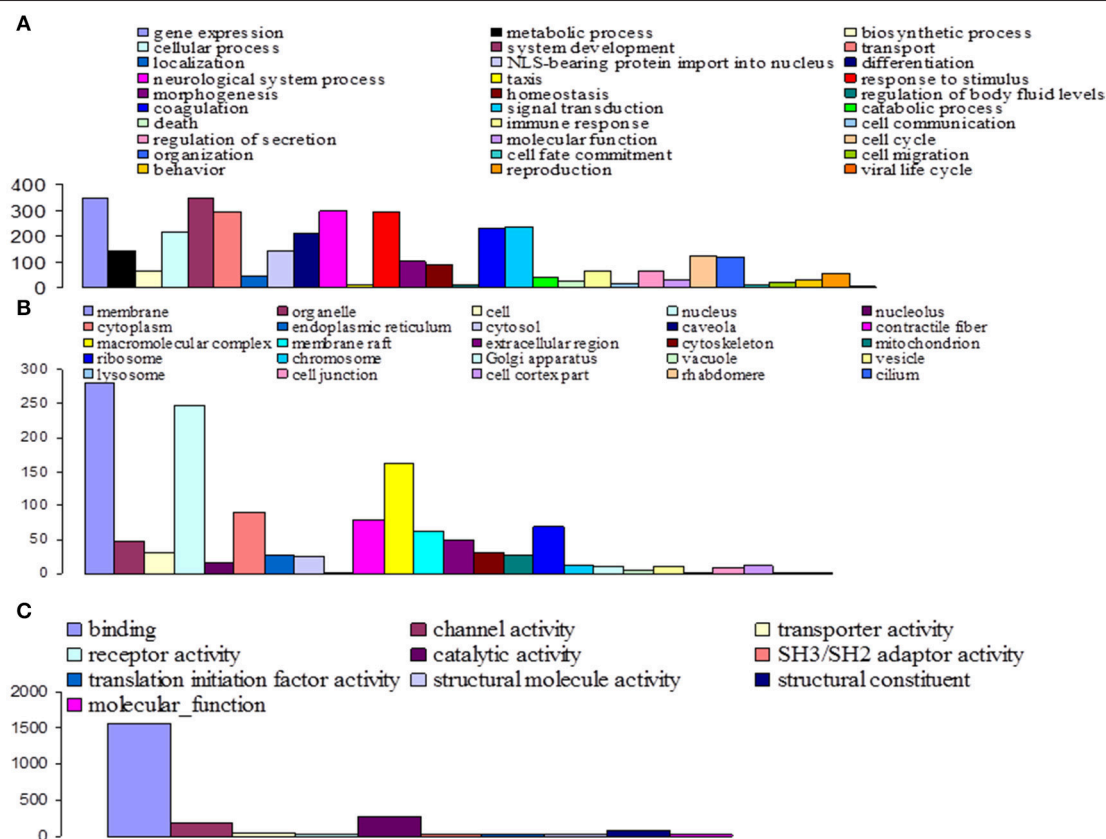 A
gene expression metabolic process biosynthetic process
cellular process system development transport
localization NLS-bearing protein import into nucleus differentiation
neurological system process taxis response to stimulus
morphogenesis homeostasis regulation of body fluid levels
coagulation signal transduction catabolic process
death immune response cell communication
regulation of secretion molecular function cell cycle
organization cell fate commitment cell migration
behavior reproduction viral life cycle
400
300
200
100
0
B
membrane organelle cell nucleus nucleolus
cytoplasm endoplasmic reticulum cytosol caveola contractile fiber
macromolecular complex membrane raft extracellular region cytoskeleton mitochondrion
ribosome chromosome Golgi apparatus vacuole vesicle
lysosome cell junction cell cortex part rhabdomere cilium
300
250
200
150
100
50
0
C
binding channel activity transporter activity
receptor activity catalytic activity SH3/SH2 adaptor activity
translation initiation factor activity structural molecule activity structural constituent
molecular_function
2000
1500
1000
500
0